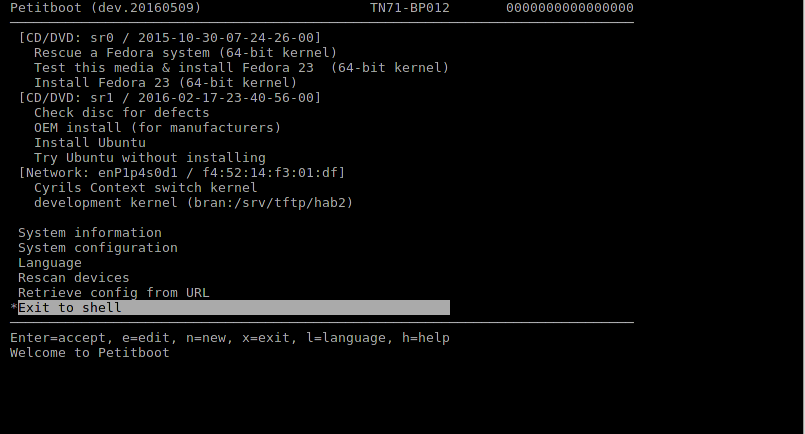 Petitboot (dev.20160509) TN71-BP012 0000000000000000
[CD/DVD: sr0 / 2015-10-30-07-24-26-00]
Rescue a Fedora system (64-bit kernel)
Test this media & install Fedora 23  (64-bit kernel)
Install Fedora 23 (64-bit kernel)
[CD/DVD: sr1 / 2016-02-17-23-40-56-00]
Check disc for defects
OEM install (for manufacturers)
Install Ubuntu
Try Ubuntu without installing
[Network: enP1p4s0d1 / f4:52:14:f3:01:df]
Cyrils Context switch kernel
development kernel (bran:/srv/tftp/hab2)
System information
System configuration
Language
Rescan devices
Retrieve config from URL
*Exit to shell
Enter=accept, e=edit, n=new, x=exit, l=language, h=help
Welcome to Petitboot